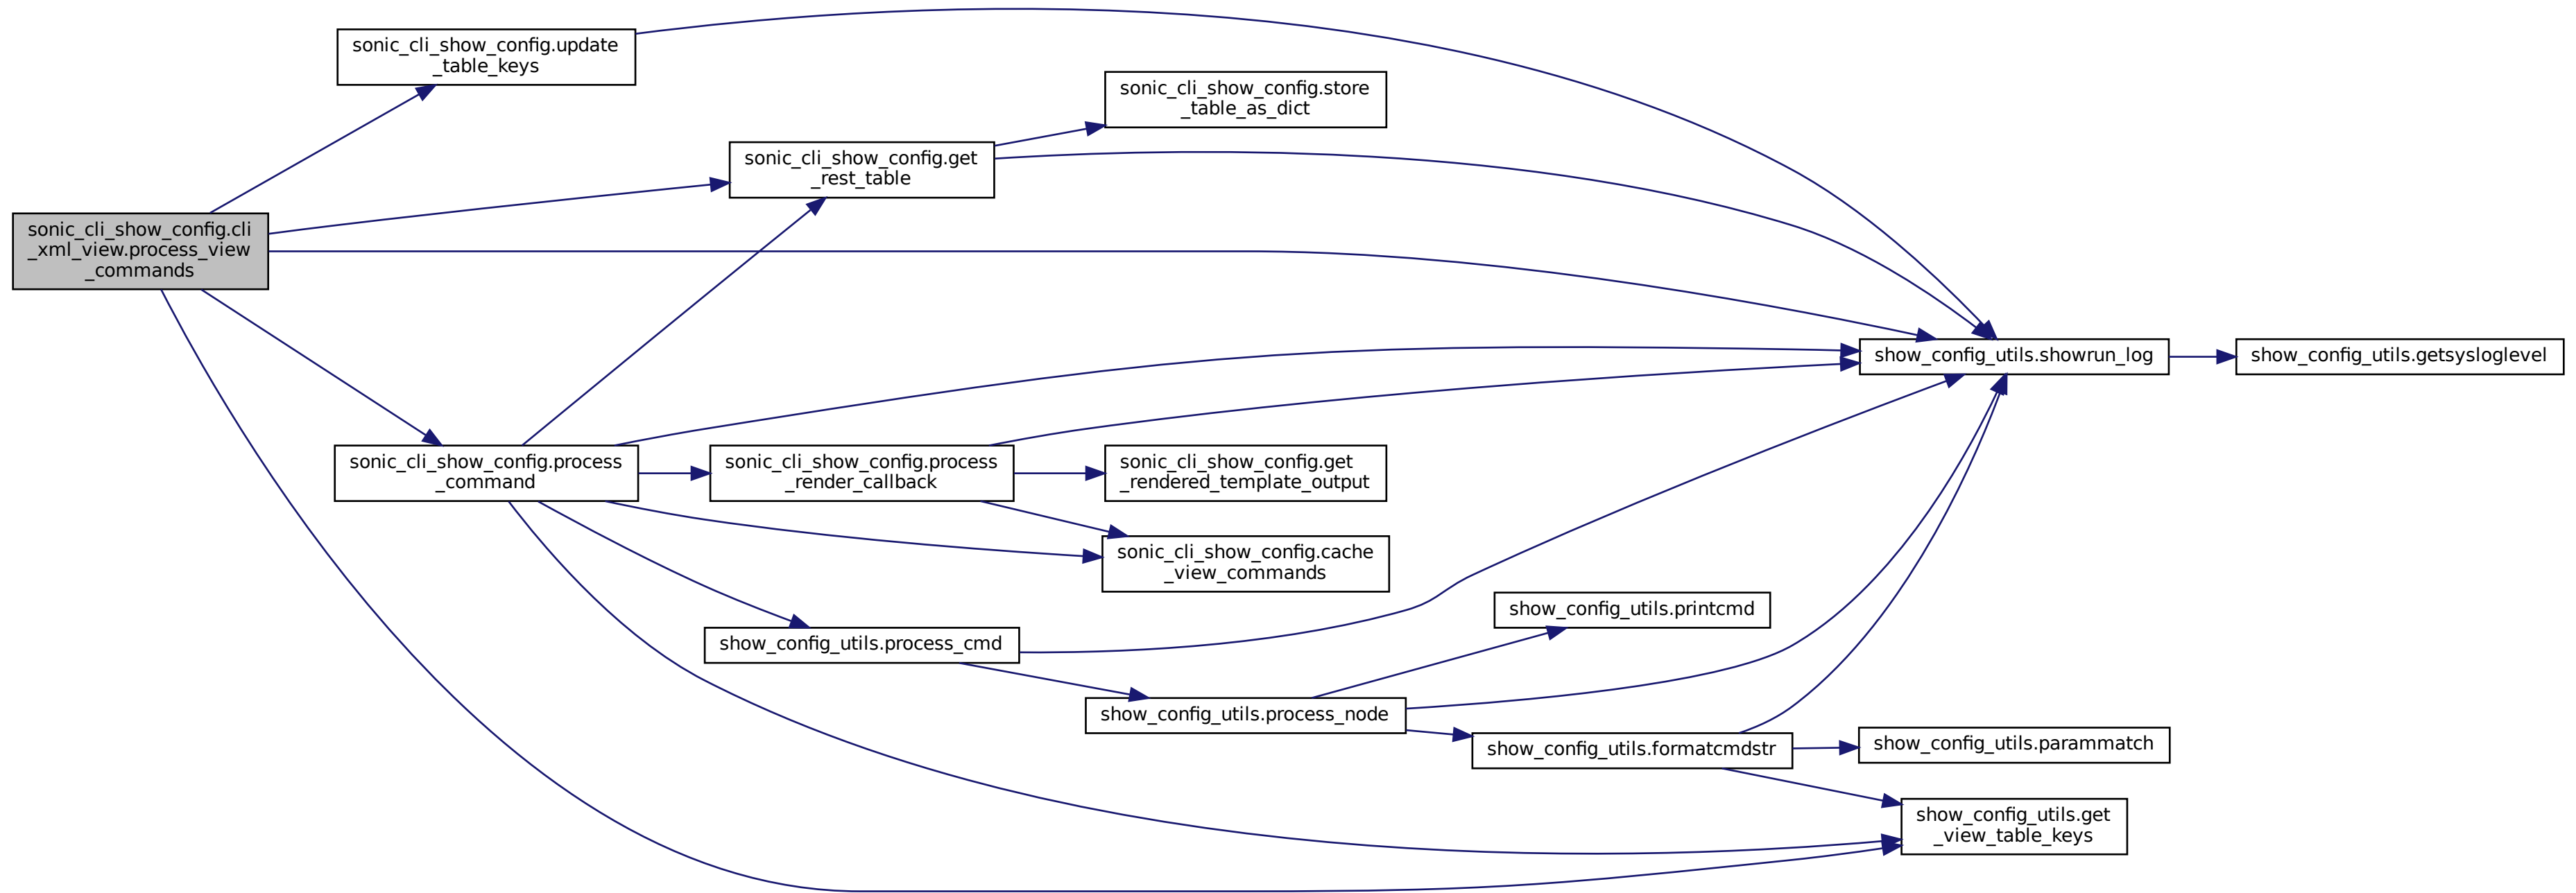 sonic_cli_show_config.update
_table_keys
sonic_cli_show_config.store
_table_as_dict
sonic_cli_show_config.get
_rest_table
sonic_cli_show_config.cli
_xml_view.process_view
_commands
show_config_utils.showrun_log
show_config_utils.getsysloglevel
sonic_cli_show_config.process
_command
sonic_cli_show_config.process
_render_callback
sonic_cli_show_config.get
_rendered_template_output
sonic_cli_show_config.cache
_view_commands
show_config_utils.printcmd
show_config_utils.process_cmd
show_config_utils.process_node
show_config_utils.formatcmdstr
show_config_utils.parammatch
show_config_utils.get
_view_table_keys